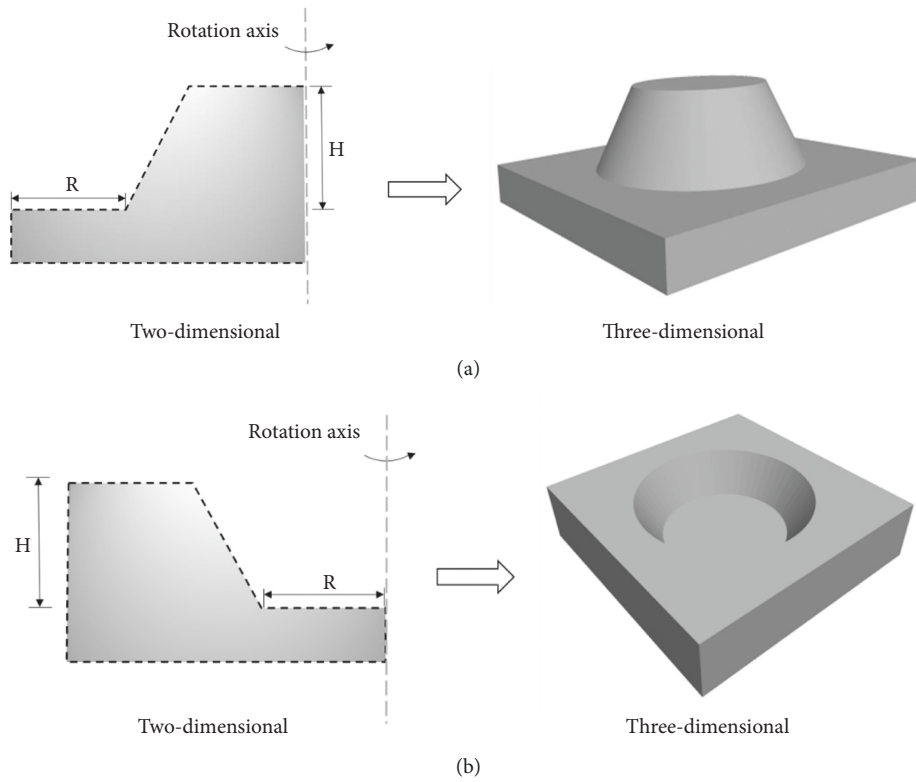 Rotation axis
H
R
Two-dimensional
Three-dimensional
(a)
Rotation axis
H
R
Two-dimensional
Three-dimensional
(b)